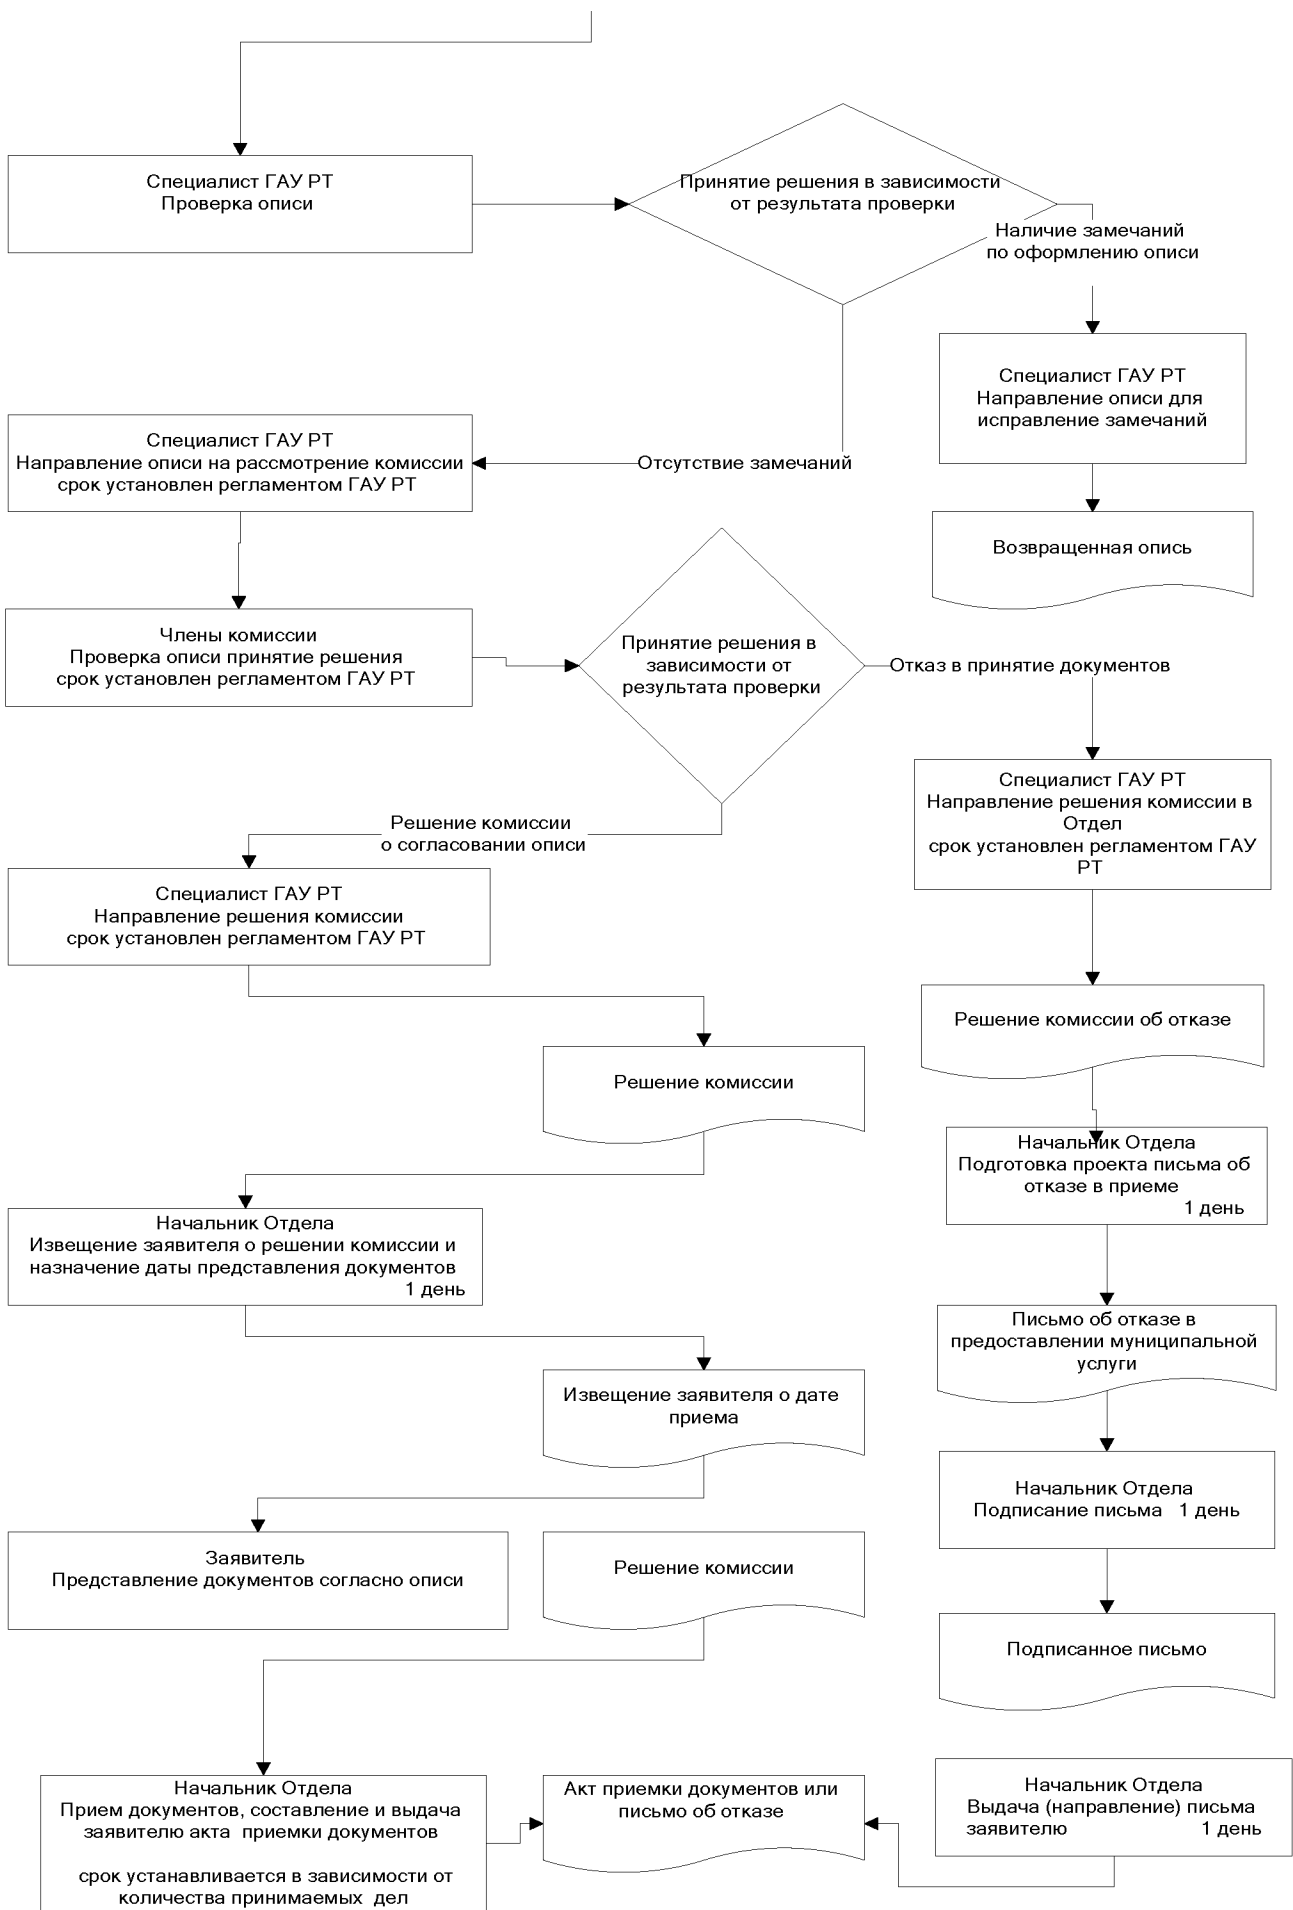 Специалист ГАУ РТ
Проверка описи
Принятие решения в зависимости
от результата проверки
Наличие замечаний
по оформлению описи
Специалист ГАУ РТ
Направление описи для
исправление замечаний
Специалист ГАУ РТ
Направление описи на рассмотрение комиссии
срок установлен регламентом ГАУ РТ
Отсутствие замечаний
Возвращенная опись
Члены комиссии
Проверка описи принятие решения
срок установлен регламентом ГАУ РТ
Принятие решения в
зависимости от
результата проверки
Отказ в принятие документов
Специалист ГАУ РТ
Направление решения комиссии в
Отдел
срок установлен регламентом ГАУ
РТ
Решение комиссии
о согласовании описи
Специалист ГАУ РТ
Направление решения комиссии
срок установлен регламентом ГАУ РТ
Решение комиссии об отказе
Решение комиссии
Начальник Отдела
Подготовка проекта письма об
отказе в приеме
1 день
Начальник Отдела
Извещение заявителя о решении комиссии и
назначение даты представления документов
1 день
Письмо об отказе в
предоставлении муниципальной
услуги
Извещение заявителя о дате
приема
Начальник Отдела
Подписание письма 1 день
Заявитель
Представление документов согласно описи
Решение комиссии
Подписанное письмо
Начальник Отдела
Прием документов, составление и выдача
заявителю акта приемки документов
срок устанавливается в зависимости от
количества принимаемых дел
Акт приемки документов или
письмо об отказе
Начальник Отдела
Выдача (направление) письма
заявителю 1 день